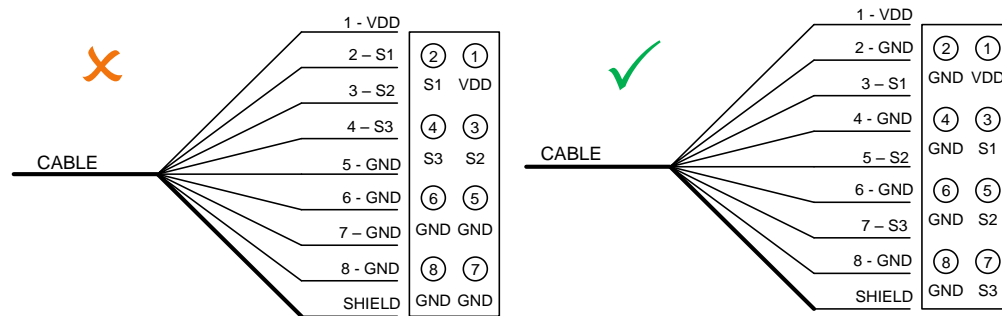 1 - VDD
2 – S1
3 – S2
4 – S3
5 - GND
6 - GND
7 – GND
8 - GND
SHIELD
CABLE
2 1
S1 VDD
4 3
S3 S2
6 5
GND GND
8 7
GND GND
1 - VDD
2 - GND
3 – S1
4 - GND
5 – S2
6 - GND
7 – S3
8 - GND
SHIELD
CABLE
2 1
GND VDD
4 3
GND S1
6 5
GND S2
8 7
GND S3